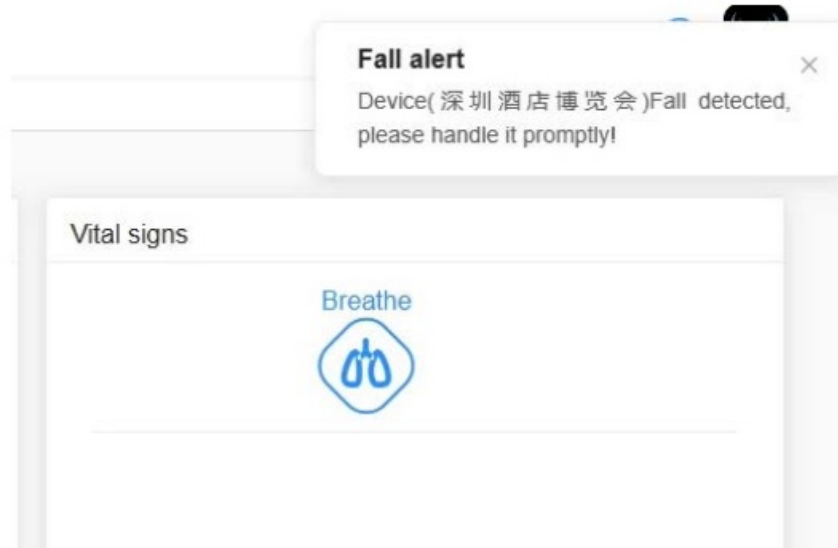 Fall alert
Device(深圳酒店博览会)Fall detected,
please handle it promptly!
Vital signs
Breathe